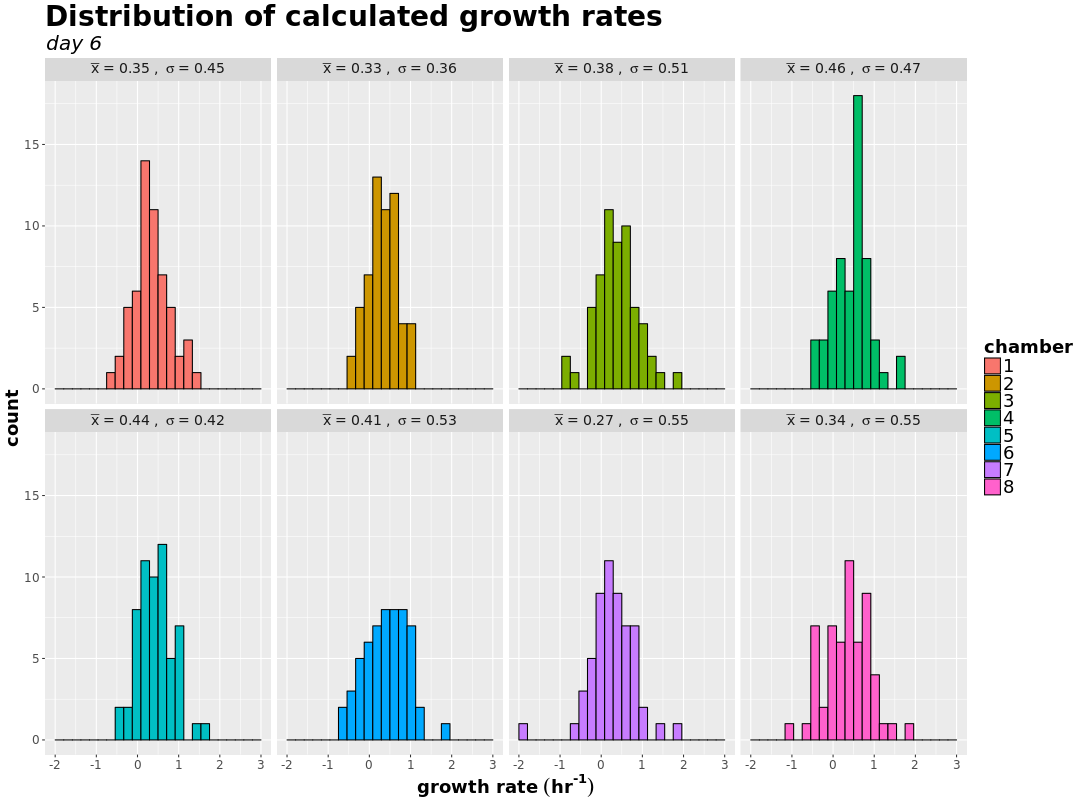 Distribution of calculated growth rates
day 6
x̅ = 0.35 , σ = 0.45
x̅ = 0.33 , σ = 0.36
x̅ = 0.38 , σ = 0.51
x̅ = 0.46 , σ = 0.47
15
10
5
0
x̅ = 0.44 , σ = 0.42
x̅ = 0.41 , σ = 0.53
x̅ = 0.27 , σ = 0.55
x̅ = 0.34 , σ = 0.55
15
10
5
0
-2 -1 0 1 2 3
-2 -1 0 1 2 3
-2 -1 0 1 2 3
-2 -1 0 1 2 3
count
growth rate (hr⁻¹)
chamber
1
2
3
4
5
6
7
8